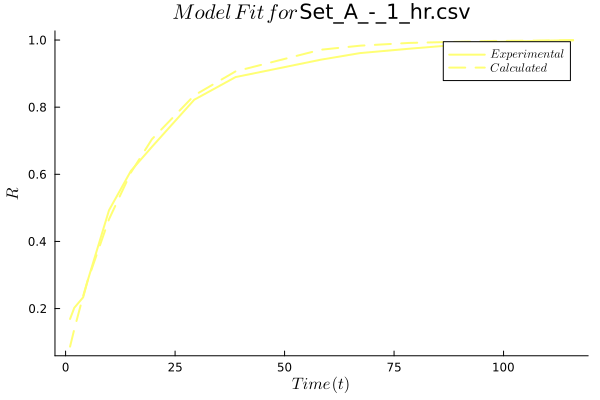 Model Fit for Set_A_-_1_hr.csv
1.0
Experimental
Calculated
0.8
0.6
R
0.4
0.2
0 25 50 75 100
Time(t)